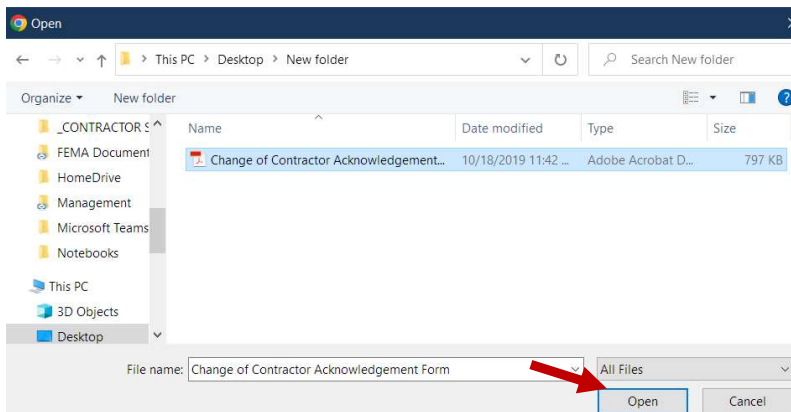 Open
This PC > Desktop > New folder
Search New folder
Organize
New folder
?
Name
Date modified
Type
Size
_CONTRACTOR S
FEMA Document
HomeDrive
Management
Microsoft Teams
Notebooks
This PC
3D Objects
Desktop
Change of Contractor Acknowledgement...
10/18/2019 11:42 ...
Adobe Acrobat D...
797 KB
File name:
Change of Contractor Acknowledgement Form
All Files
Open
Cancel